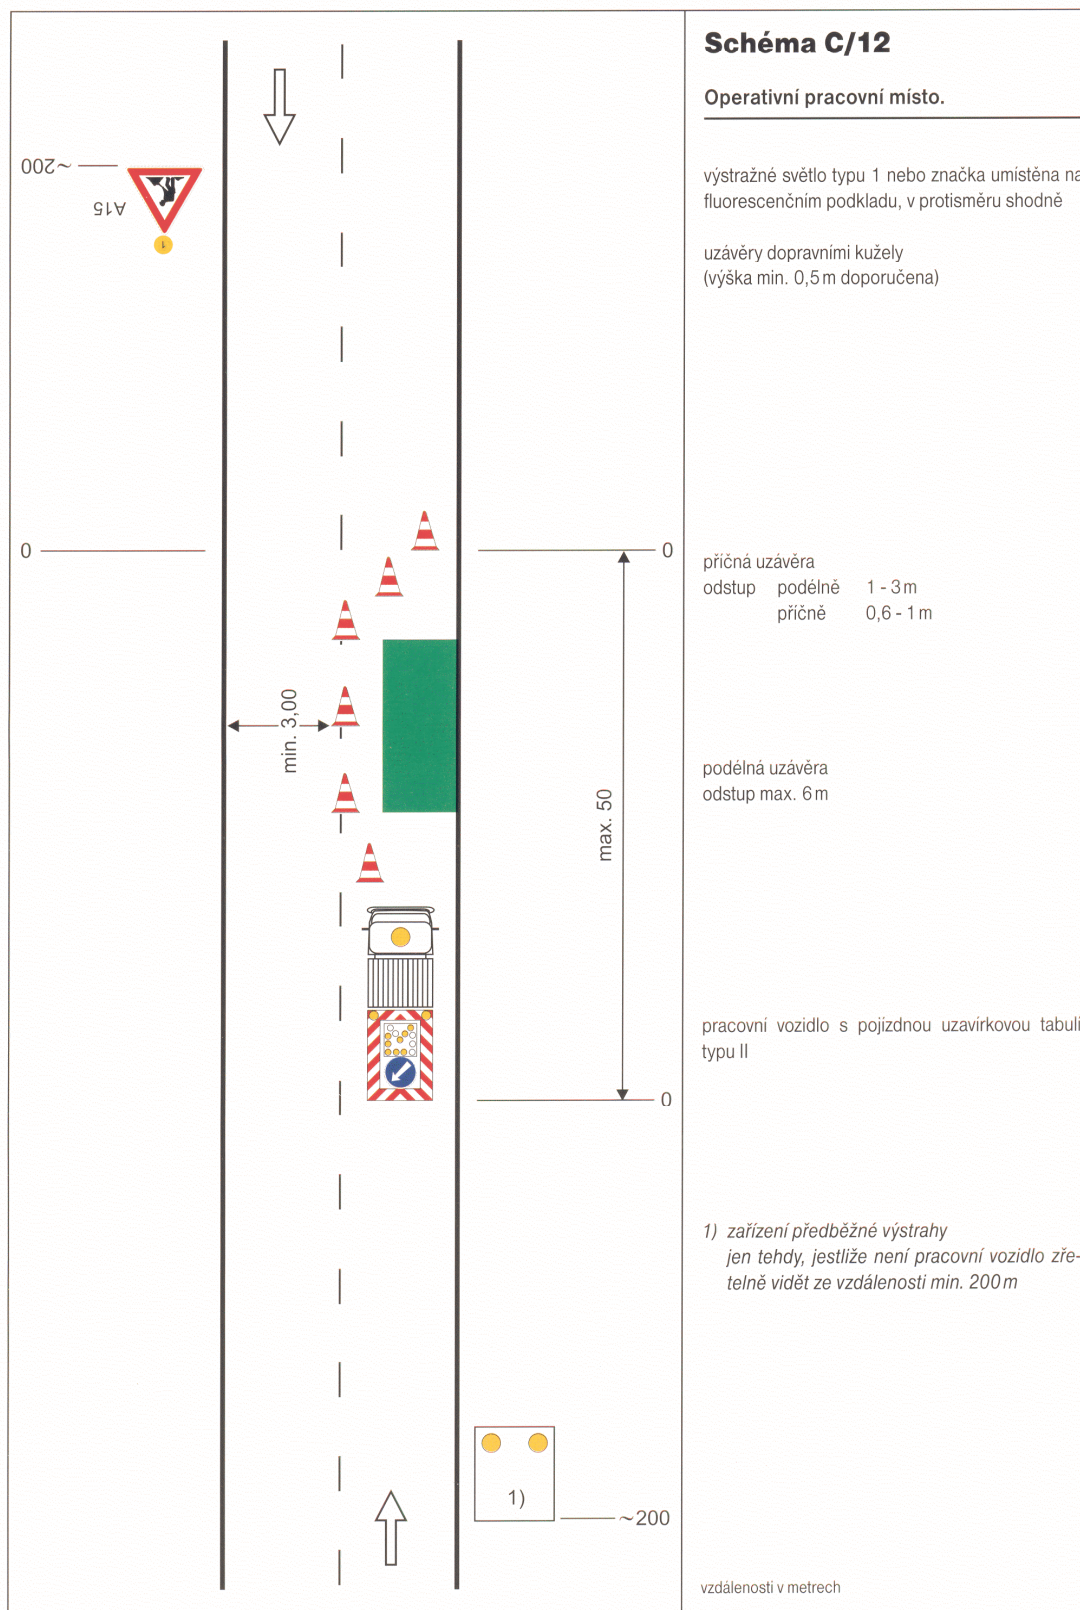 Schéma C/12
Operativní pracovní místo.
výstražné světlo typu 1 nebo značka umístěna na
fluorescenčním podkladu, v protisměru shodně
uzávěry dopravními kužely
(výška min. 0,5 m doporučena)
~200
A15
1
0
0
příčná uzávěra
odstup podélně 1 - 3 m
příčně 0,6 - 1 m
min. 3,00
podélná uzávěra
odstup max. 6 m
max. 50
pracovní vozidlo s pojízdnou uzavírkovou tabulí
typu II
0
1) zařízení předběžné výstrahy
jen tehdy, jestliže není pracovní vozidlo zře-
telně vidět ze vzdálenosti min. 200 m
1)
~200
vzdálenosti v metrech